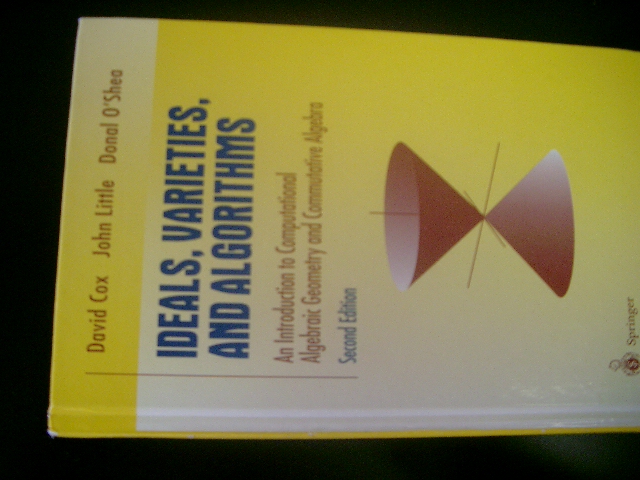 David Cox John Little Donal O'Shea
IDEALS, VARIETIES,
AND ALGORITHMS
An Introduction to Computational
Algebraic Geometry and Commutative Algebra
Second Edition
Springer